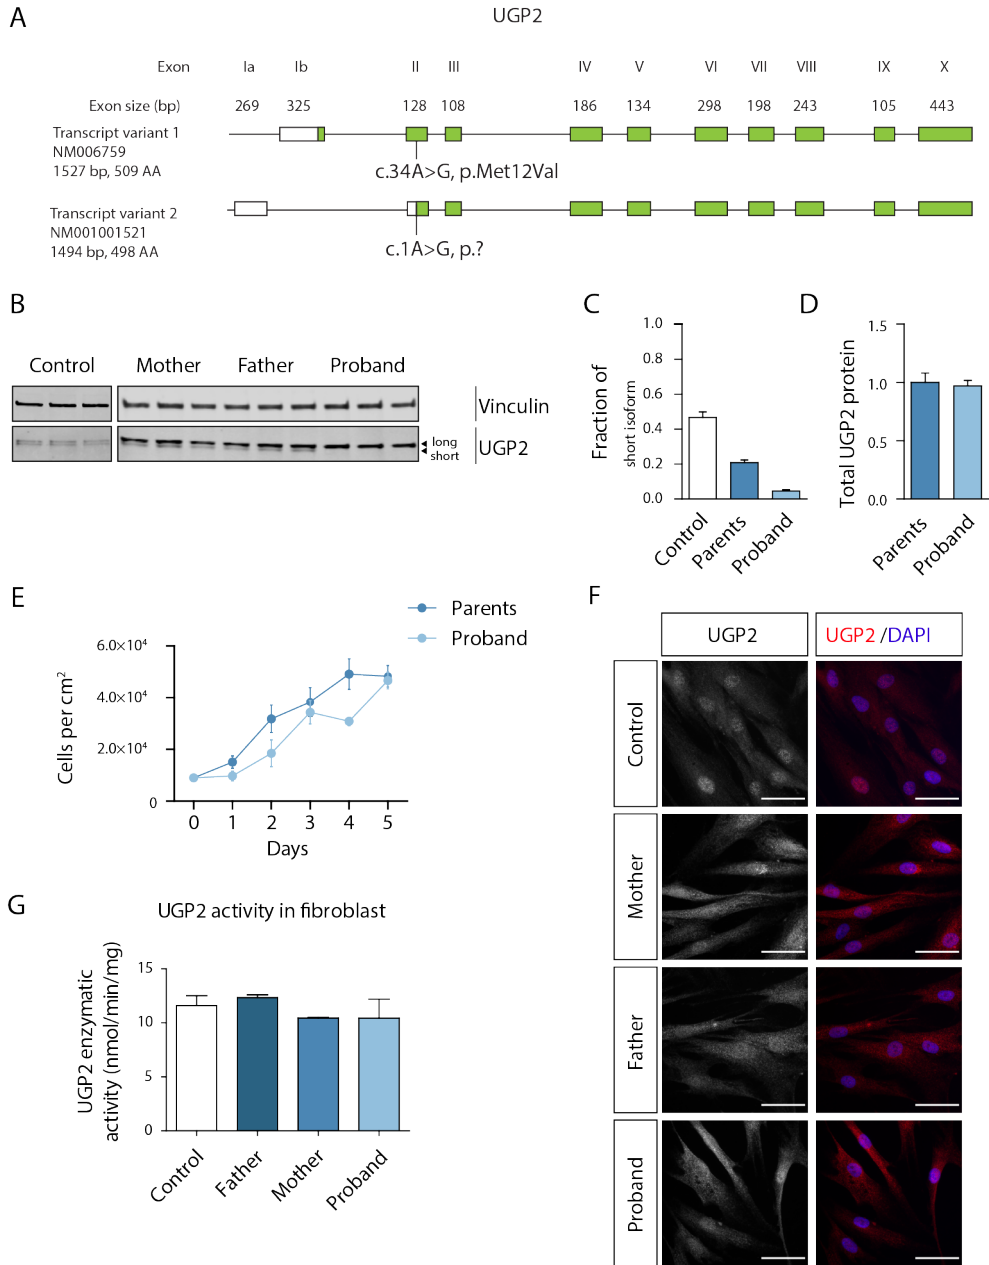 A
UGP2
Exon Ia Ib II III IV V VI VII VIII IX X
Exon size (bp) 269 325 128 108 186 134 298 198 243 105 443
Transcript variant 1
NM006759
1527 bp, 509 AA
c.34A>G, p.Met12Val
Transcript variant 2
NM001001521
1494 bp, 498 AA
c.1A>G, p.?
B
Control Mother Father Proband
Vinculin
long
short
UGP2
C
Fraction of
short isoform
1.0
0.8
0.6
0.4
0.2
0.0
Control
Parents
Proband
D
Total UGP2 protein
1.5
1.0
0.5
0.0
Parents
Proband
E
Parents
Proband
Cells per cm²
6.0×10⁴
4.0×10⁴
2.0×10⁴
0
0 1 2 3 4 5
Days
F
UGP2
UGP2 /DAPI
Control
Mother
Father
Proband
G
UGP2 activity in fibroblast
UGP2 enzymatic
activity (nmol/min/mg)
15
10
5
0
Control
Father
Mother
Proband